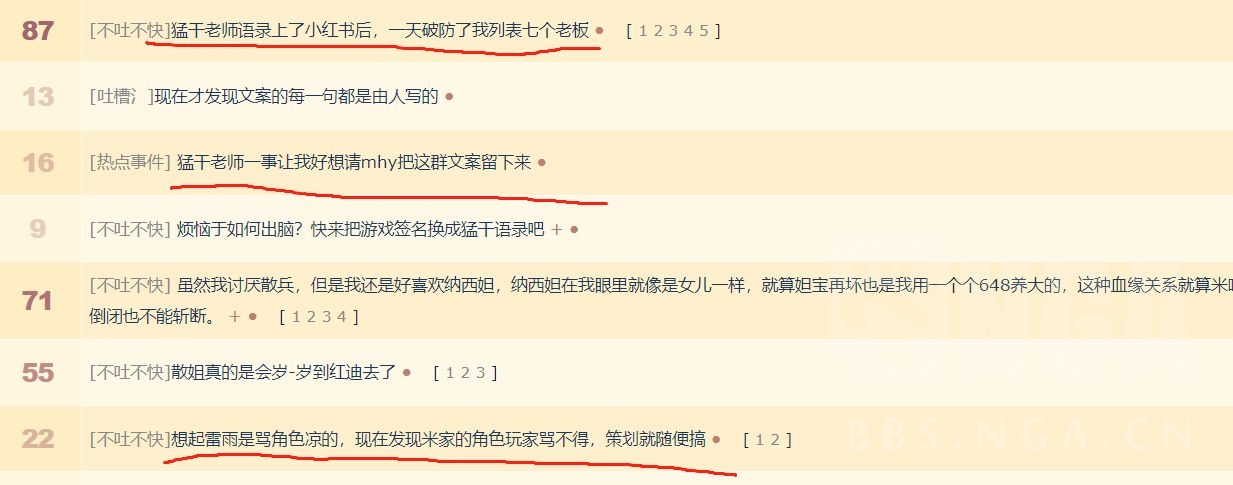 87 [不吐不快]猛干老师语录上了小红书后，一天破防了我列表七个老板 [ 1 2 3 4 5 ]
13 [吐槽氵]现在才发现文案的每一句都是由人写的
16 [热点事件] 猛干老师一事让我好想请mhy把这群文案留下来
9 [不吐不快] 烦恼于如何出脑？快来把游戏签名换成猛干语录吧 +
71 [不吐不快] 虽然我讨厌散兵，但是我还是好喜欢纳西妲，纳西妲在我眼里就像是女儿一样，就算妲宝再坏也是我用一个个648养大的，这种血缘关系就算米哈
倒闭也不能斩断。 + [ 1 2 3 4 ]
55 [不吐不快]散姐真的是会岁-岁到红迪去了 [ 1 2 3 ]
22 [不吐不快]想起雷雨是骂角色凉的，现在发现米家的角色玩家骂不得，策划就随便搞 [ 1 2 ]
BBS.NGA.CN